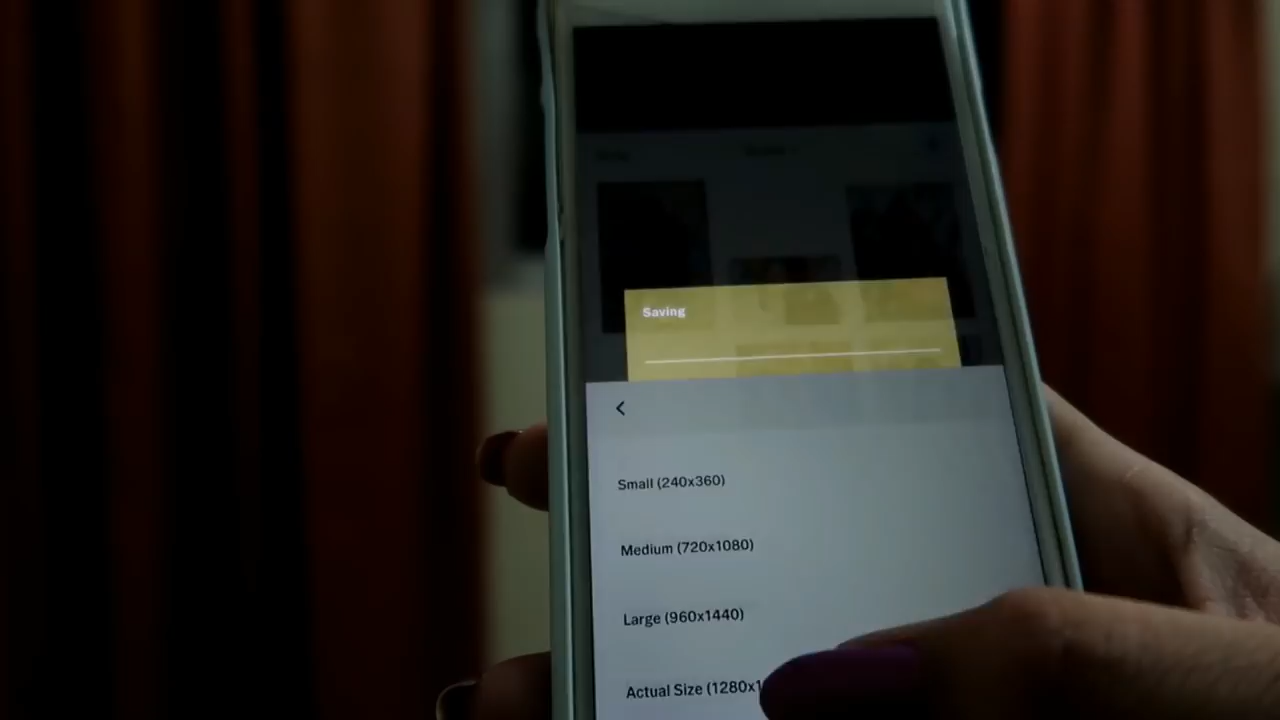 Saving
Small (240x360)
Medium (720x1080)
Large (960x1440)
Actual Size (1280x1